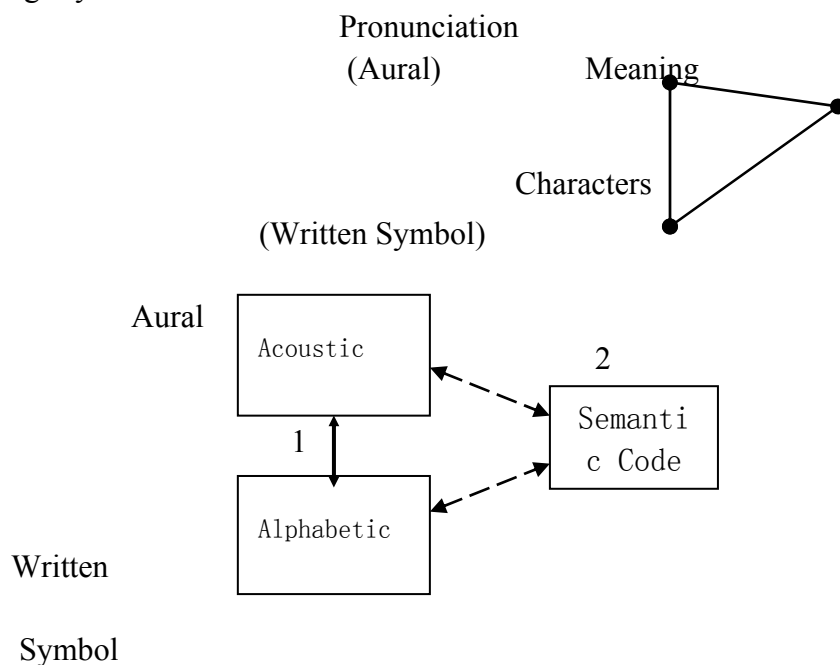 Pronunciation
(Aural) Meaning
Characters
(Written Symbol)
Aural
Acoustic
2
Semanti
c Code
1
Alphabetic
Written
Symbol